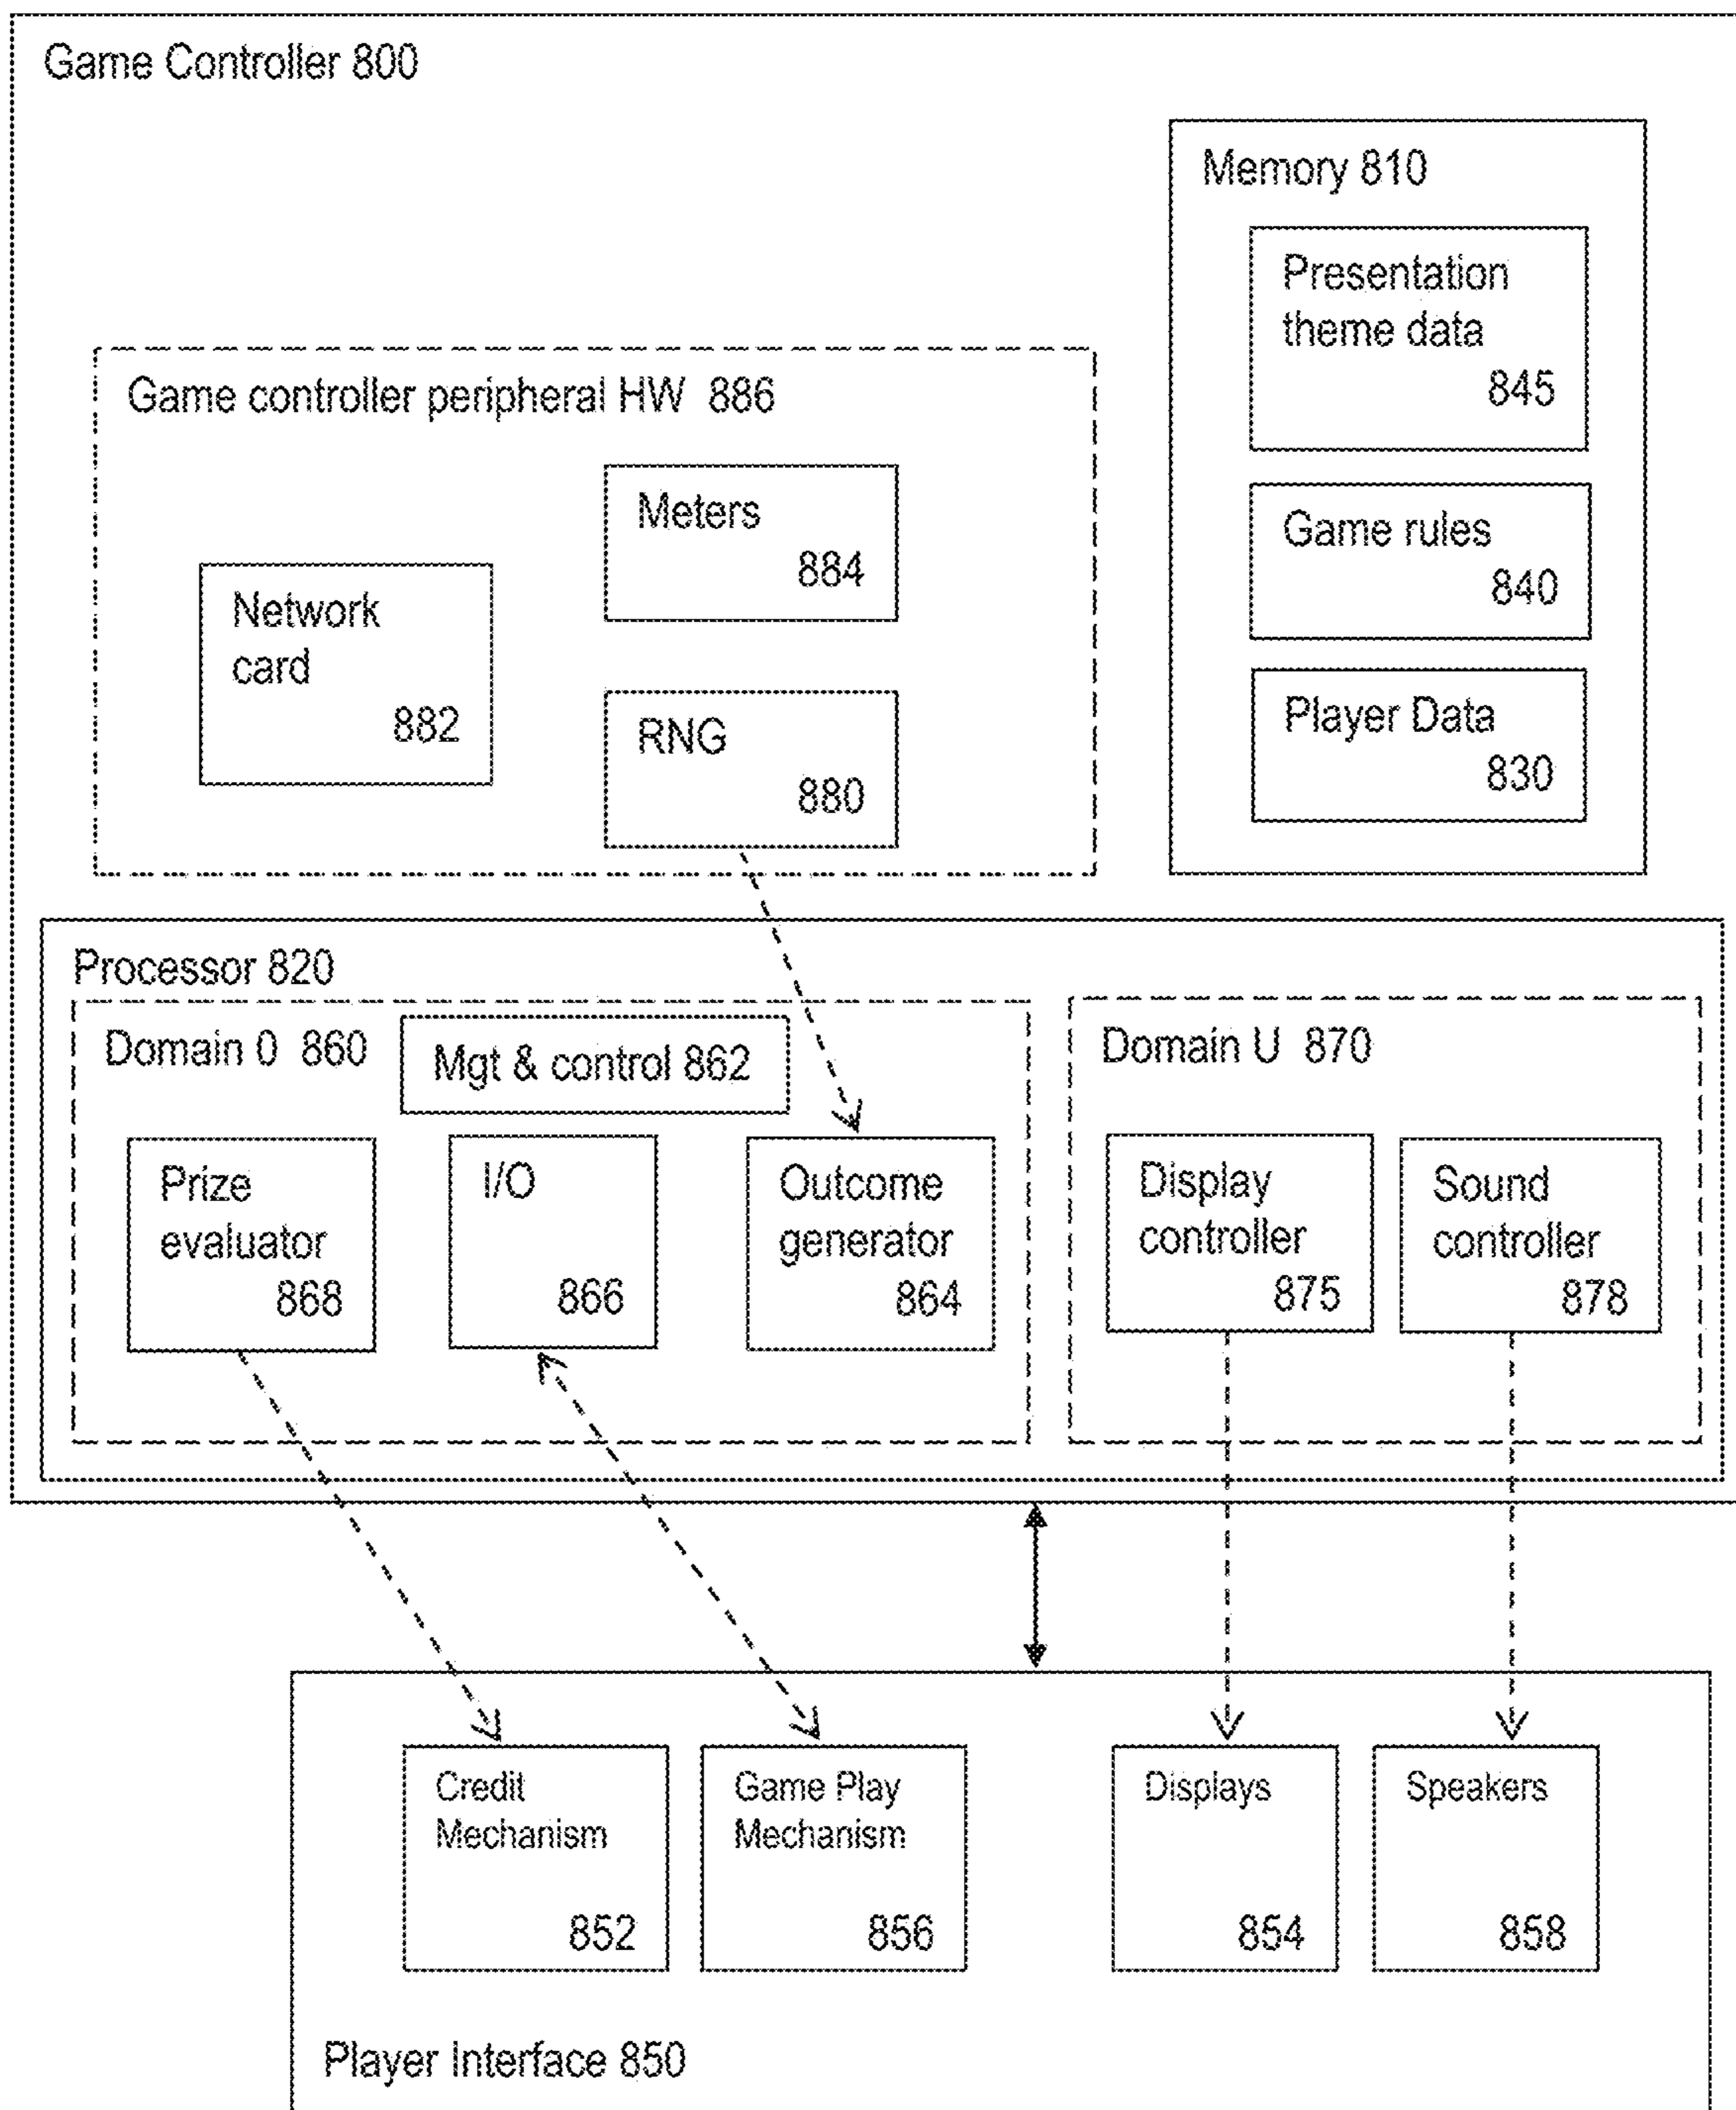 Game Controller 800
Memory 810
Presentation
theme data
845
Game rules
840
Player Data
830
Game controller peripheral HW 886
Meters
884
Network
card
882
RNG
880
Processor 820
Domain 0 860
Mgt & control 862
Prize
evaluator
868
I/O
866
Outcome
generator
864
Domain U 870
Display
controller
875
Sound
controller
878
Credit
Mechanism
852
Game Play
Mechanism
856
Displays
854
Speakers
858
Player Interface 850